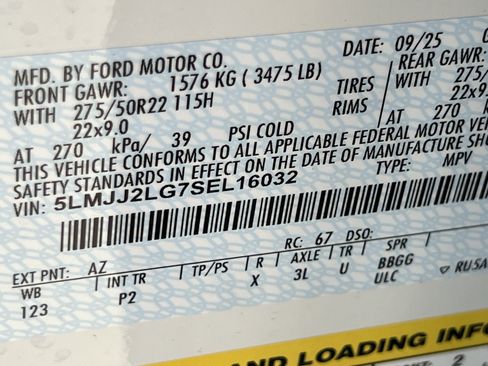 MFD. BY FORD MOTOR CO.
DATE: 09/25
FRONT GAWR: 1576 KG ( 3475 LB)
REAR GAWR:
WITH 275/50R22 115H TIRES WITH 275/
22x9.0 RIMS 22x9.0
AT 270 kPa/ 39 PSI COLD AT 270
THIS VEHICLE CONFORMS TO ALL APPLICABLE FEDERAL MOTOR
SAFETY STANDARDS IN EFFECT ON THE DATE OF MANUFACTURE
VIN: 5LMJJ2LG7SEL16032
TYPE: MPV
RC: 67 DSO:
EXT PNT: AZ
WB INT TR TP/PS R AXLE TR SPR
123 P2 X 3L U BBGG
ULC
▽ RUSA
AND LOADING INFO
2